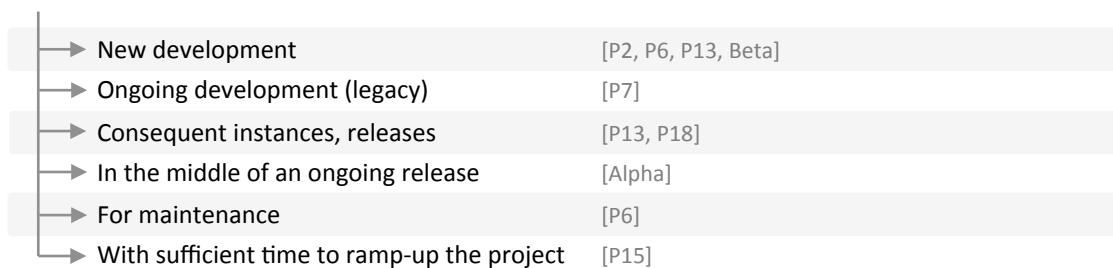 New development [P2, P6, P13, Beta]
Ongoing development (legacy) [P7]
Consequent instances, releases [P13, P18]
In the middle of an ongoing release [Alpha]
For maintenance [P6]
With sufficient time to ramp-up the project [P15]